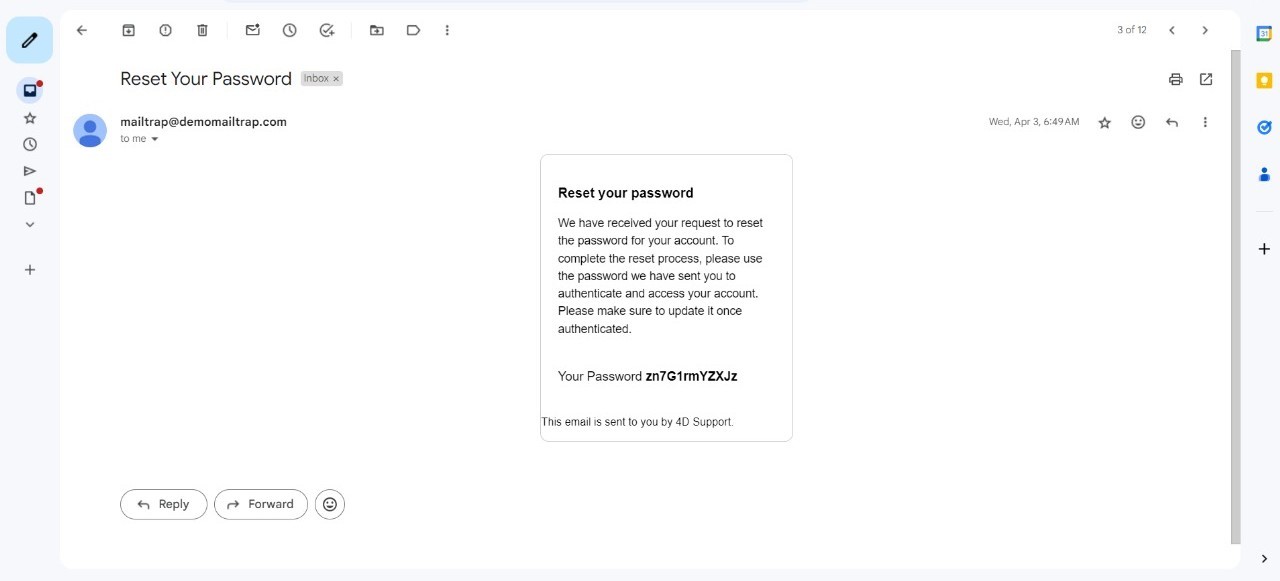 3 of 12
Reset Your Password Inbox ×
mailtrap@demomailtrap.com
Wed, Apr 3, 6:49 AM
to me
Reset your password
We have received your request to reset
the password for your account. To
complete the reset process, please use
the password we have sent you to
authenticate and access your account.
Please make sure to update it once
authenticated.
Your Password zn7G1rmYZXJz
This email is sent to you by 4D Support.
Reply
Forward
31